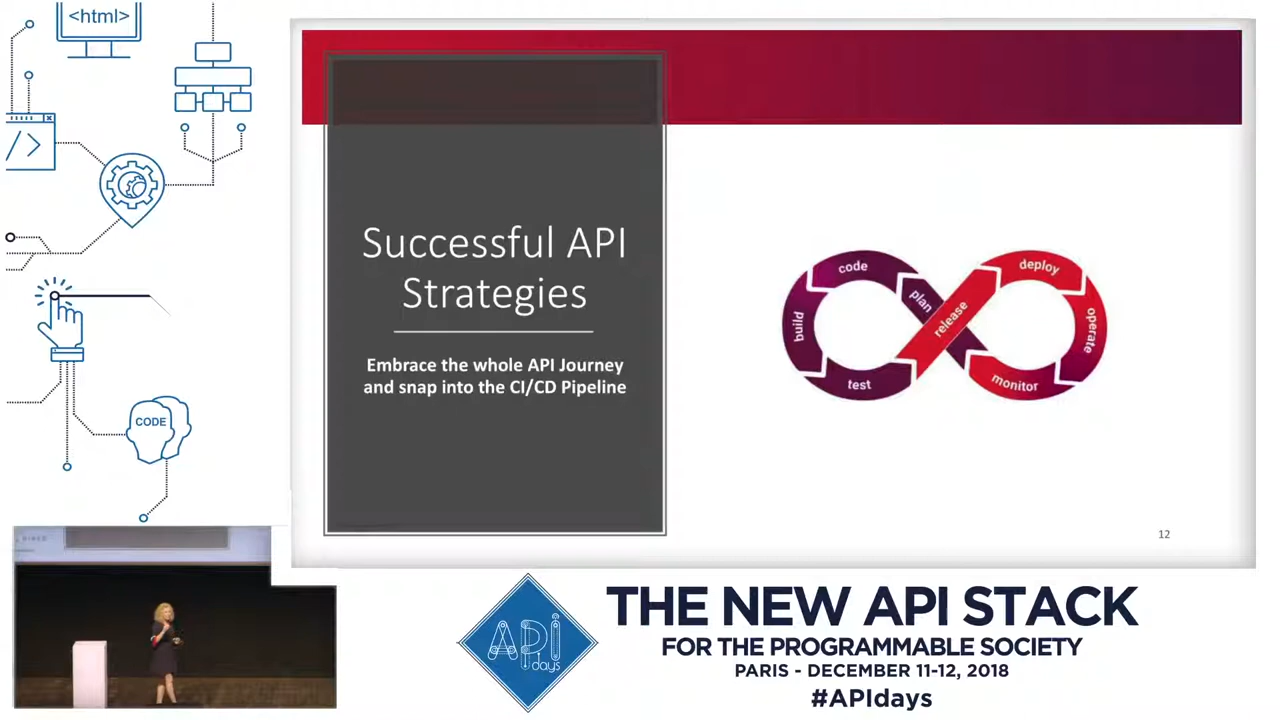 <html>
/>
CODE
Successful API
Strategies
Embrace the whole API Journey
and snap into the CI/CD Pipeline
code
plan
build
test
release
deploy
operate
monitor
12
APi
days
THE NEW API STACK
FOR THE PROGRAMMABLE SOCIETY
PARIS - DECEMBER 11-12, 2018
#APIdays